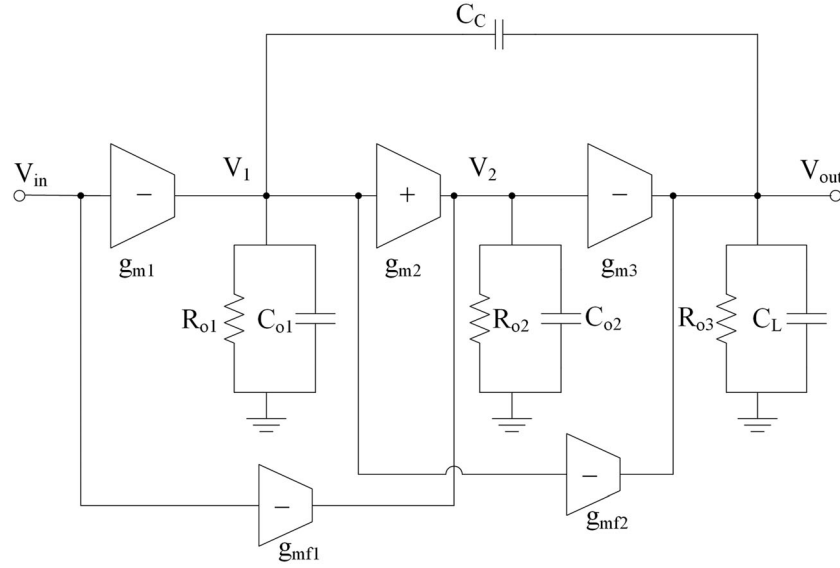 C_C
V_in
V_1
V_2
V_out
−
+
−
g_m1
g_m2
g_m3
R_o1
C_o1
R_o2
C_o2
R_o3
C_L
−
−
g_mf1
g_mf2